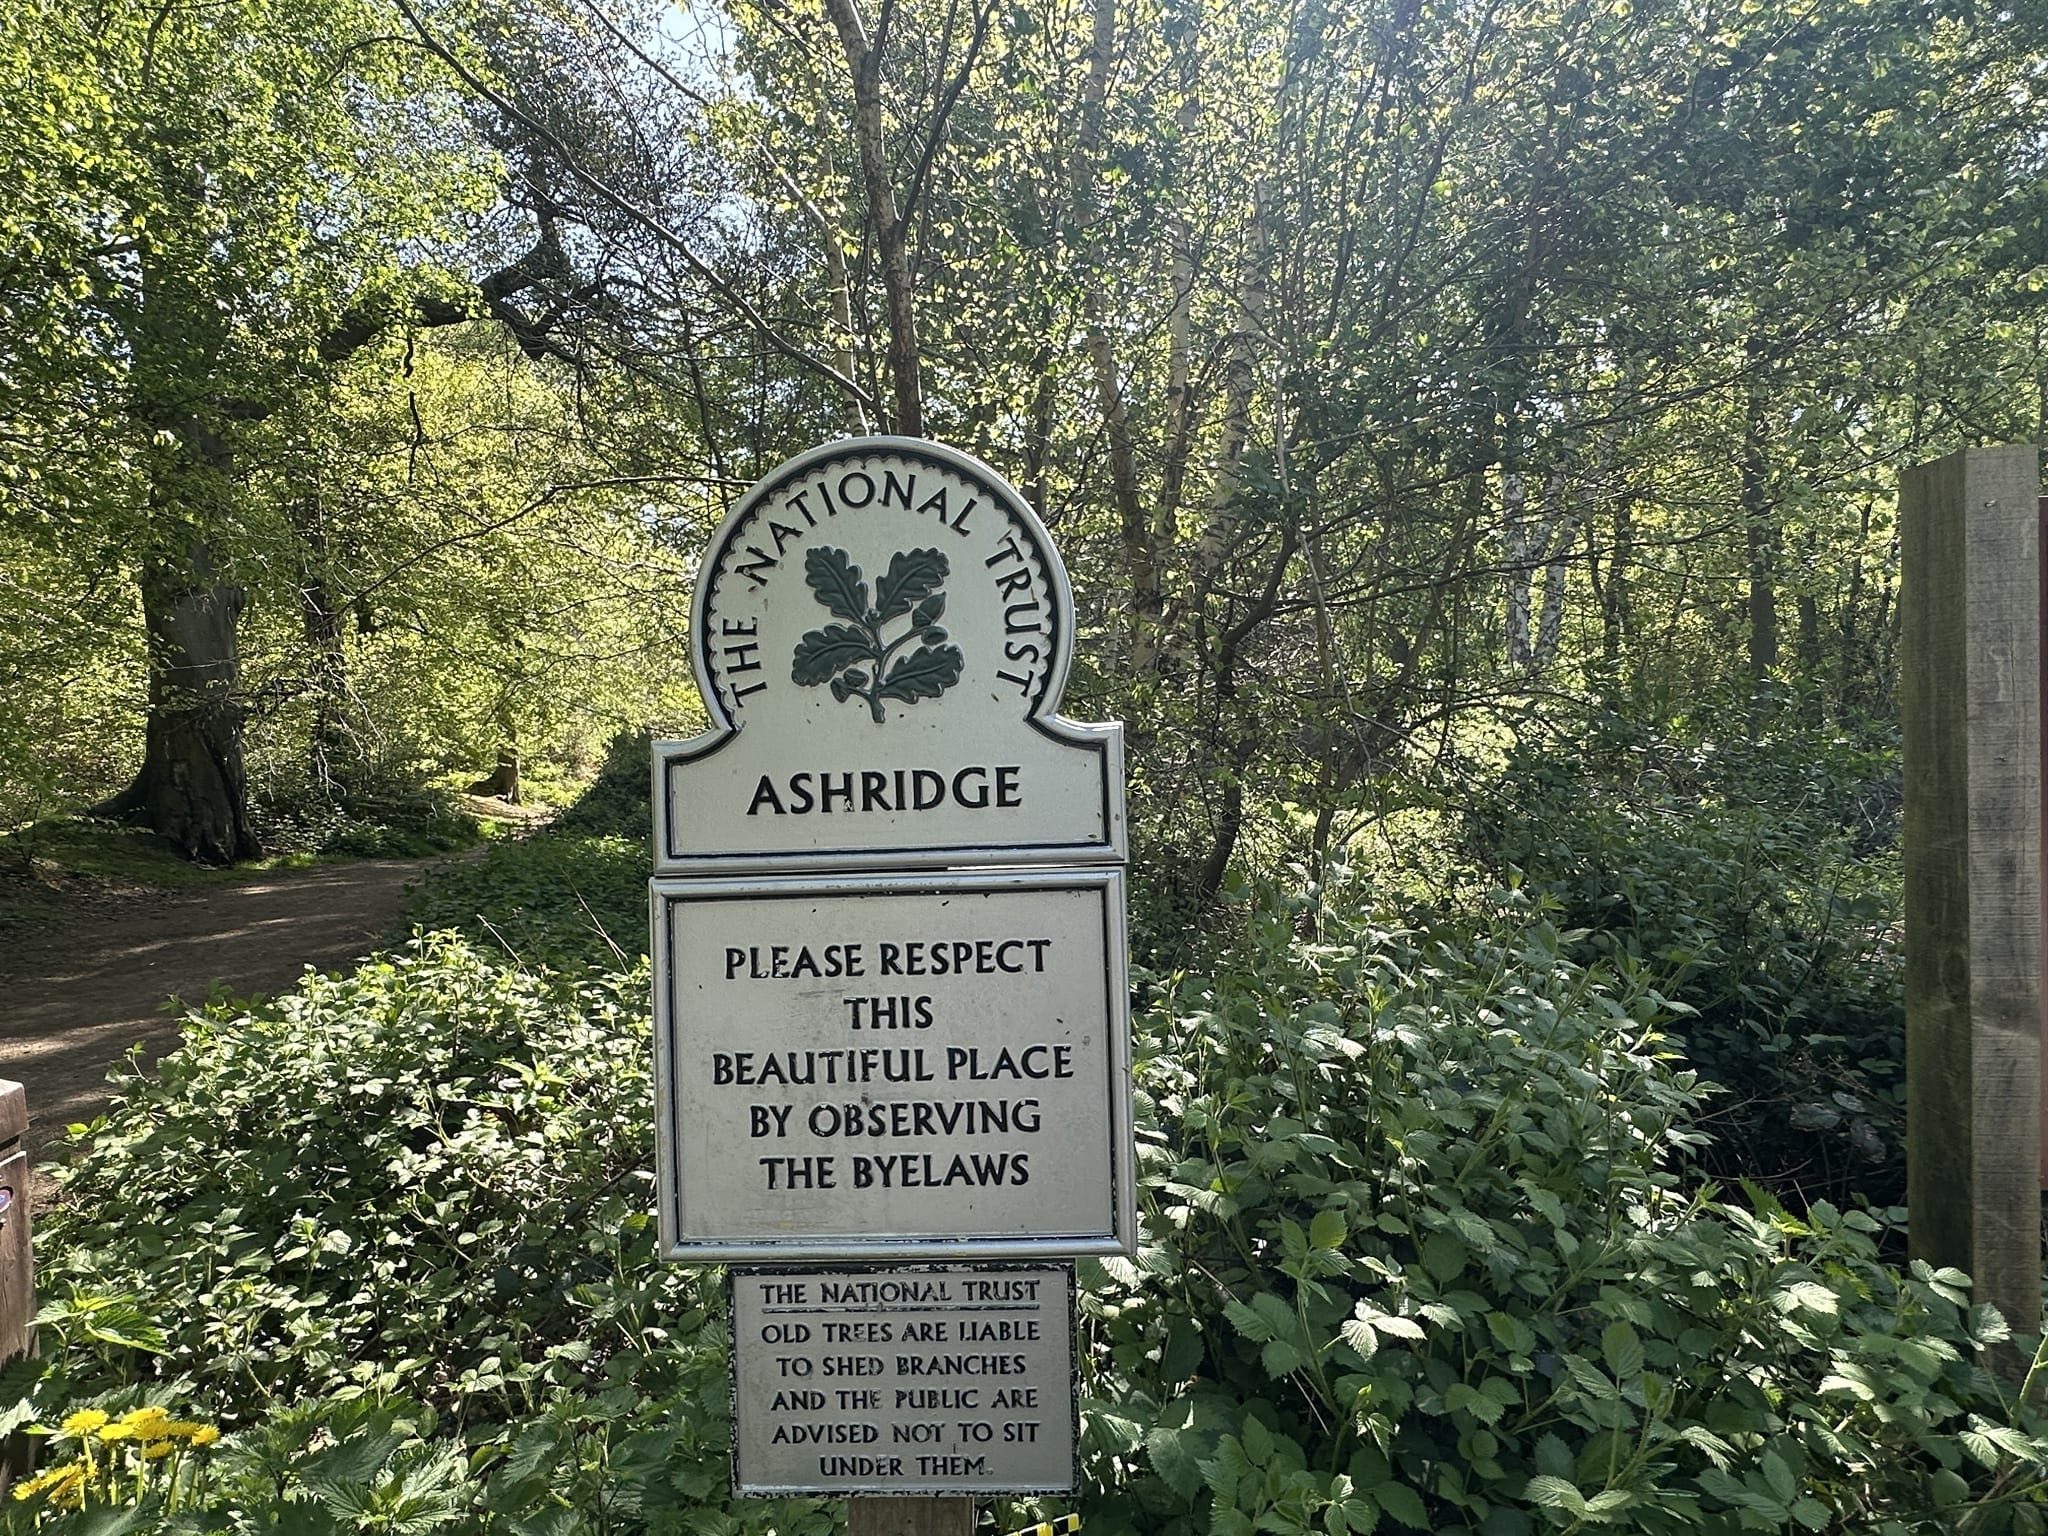 THE NATIONAL TRUST
ASHRIDGE
PLEASE RESPECT
THIS
BEAUTIFUL PLACE
BY OBSERVING
THE BYELAWS
THE NATIONAL TRUST
OLD TREES ARE LIABLE
TO SHED BRANCHES
AND THE PUBLIC ARE
ADVISED NOT TO SIT
UNDER THEM.